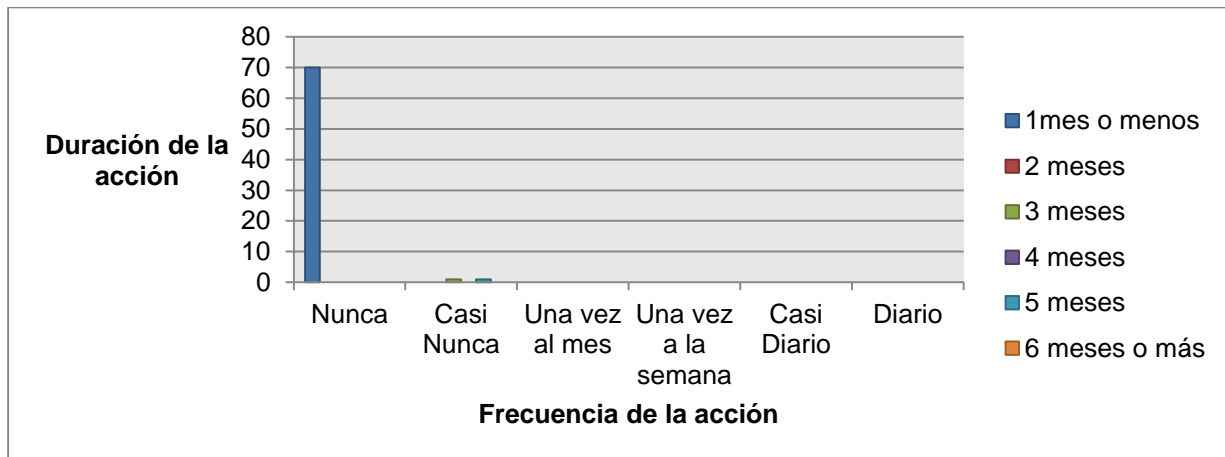 80
70
60
50
40
30
20
10
0
Duración de la
acción
Nunca
Casi
Nunca
Una vez
al mes
Una vez
a la
semana
Casi
Diario
Diario
Frecuencia de la acción
1mes o menos
2 meses
3 meses
4 meses
5 meses
6 meses o más